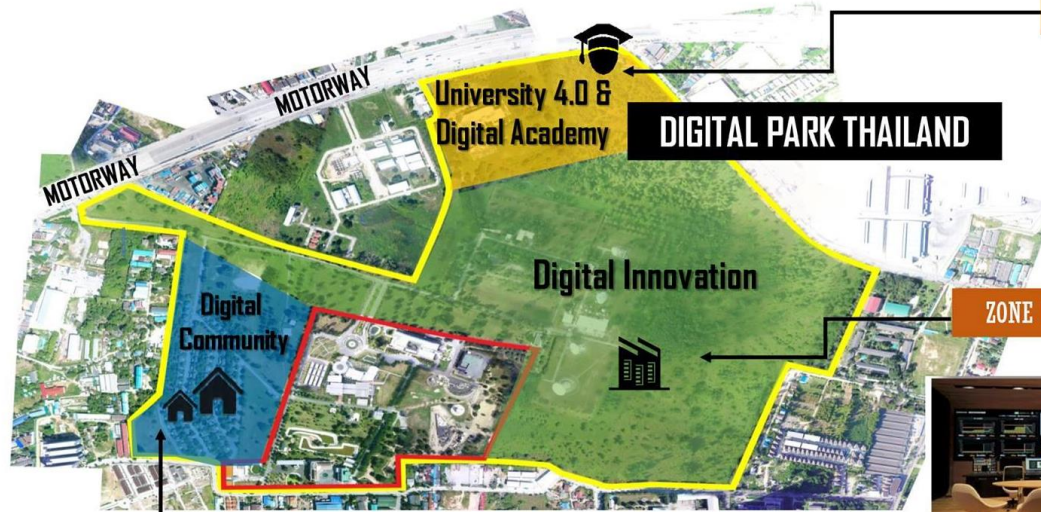 MOTORWAY
MOTORWAY
University 4.0 &
Digital Academy
DIGITAL PARK THAILAND
Digital Innovation
Digital
Community
ZONE